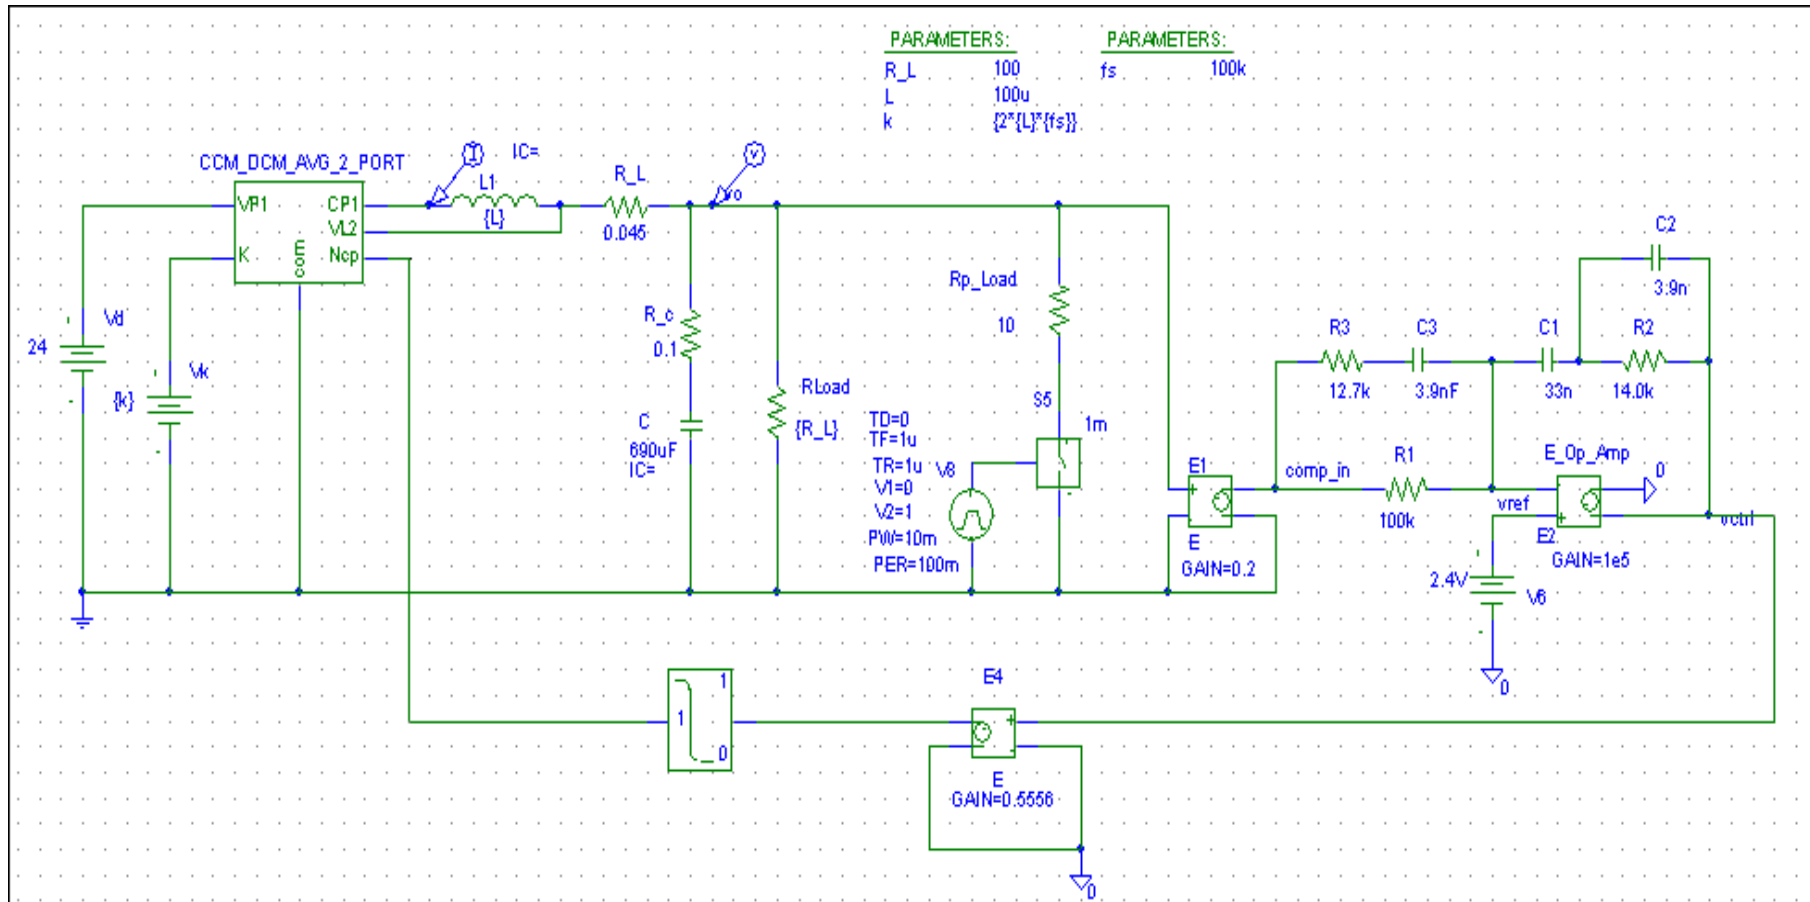 PARAMETERS:
R_L 100
L 100u
k {2*{L}*{fs}}
PARAMETERS:
fs 100k
CCM_DCM_AVG_2_PORT
VP1
CP1
VL2
K
Ncp
I
IC=
L1
{L}
R_L
0.045
V
vo
Vd
24
Vk
{k}
R_c
0.1
C
690uF
IC=
RLoad
{R_L}
Rp_Load
10
S5
1m
TD=0
TF=1u
TR=1u
V1=0
V2=1
PW=10m
PER=100m
V8
E1
+
-
E
GAIN=0.2
comp_in
R3
12.7k
C3
3.9nF
C1
33n
C2
3.9n
R2
14.0k
R1
100k
E_Op_Amp
0
vref
E2
GAIN=1e5
vctrl
2.4V
V6
0
1
1
0
E4
+
-
E
GAIN=0.5556
0